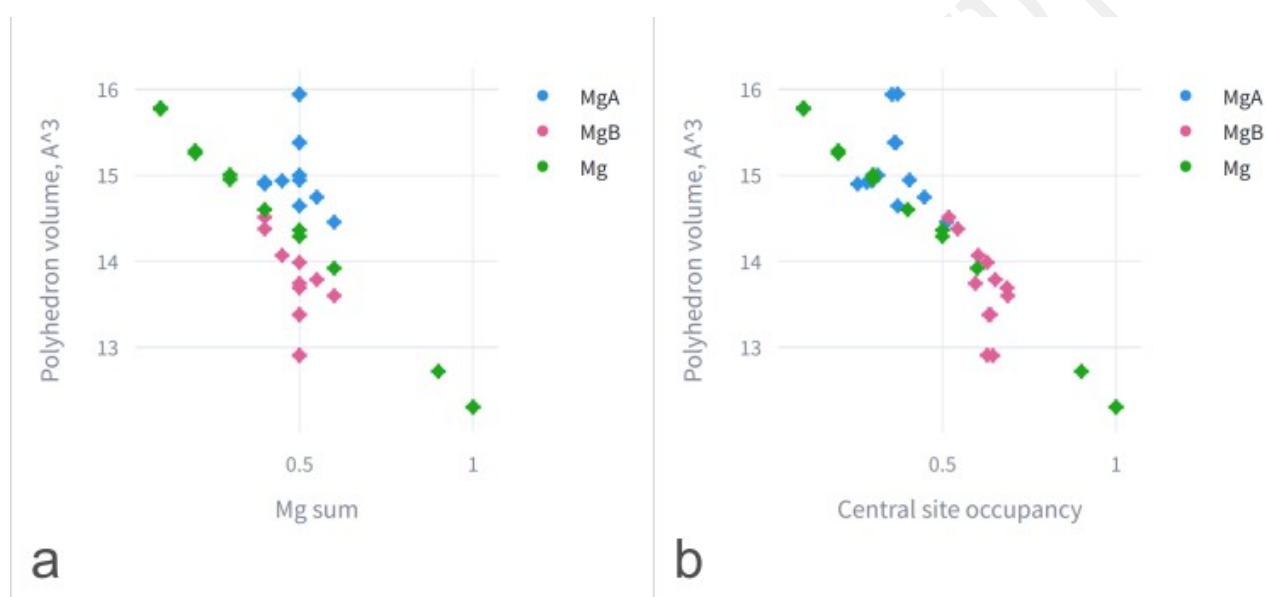 16
15
14
13
Polyhedron volume, A^3
0.5 1
Mg sum
MgA
MgB
Mg
a
16
15
14
13
Polyhedron volume, A^3
0.5 1
Central site occupancy
MgA
MgB
Mg
b